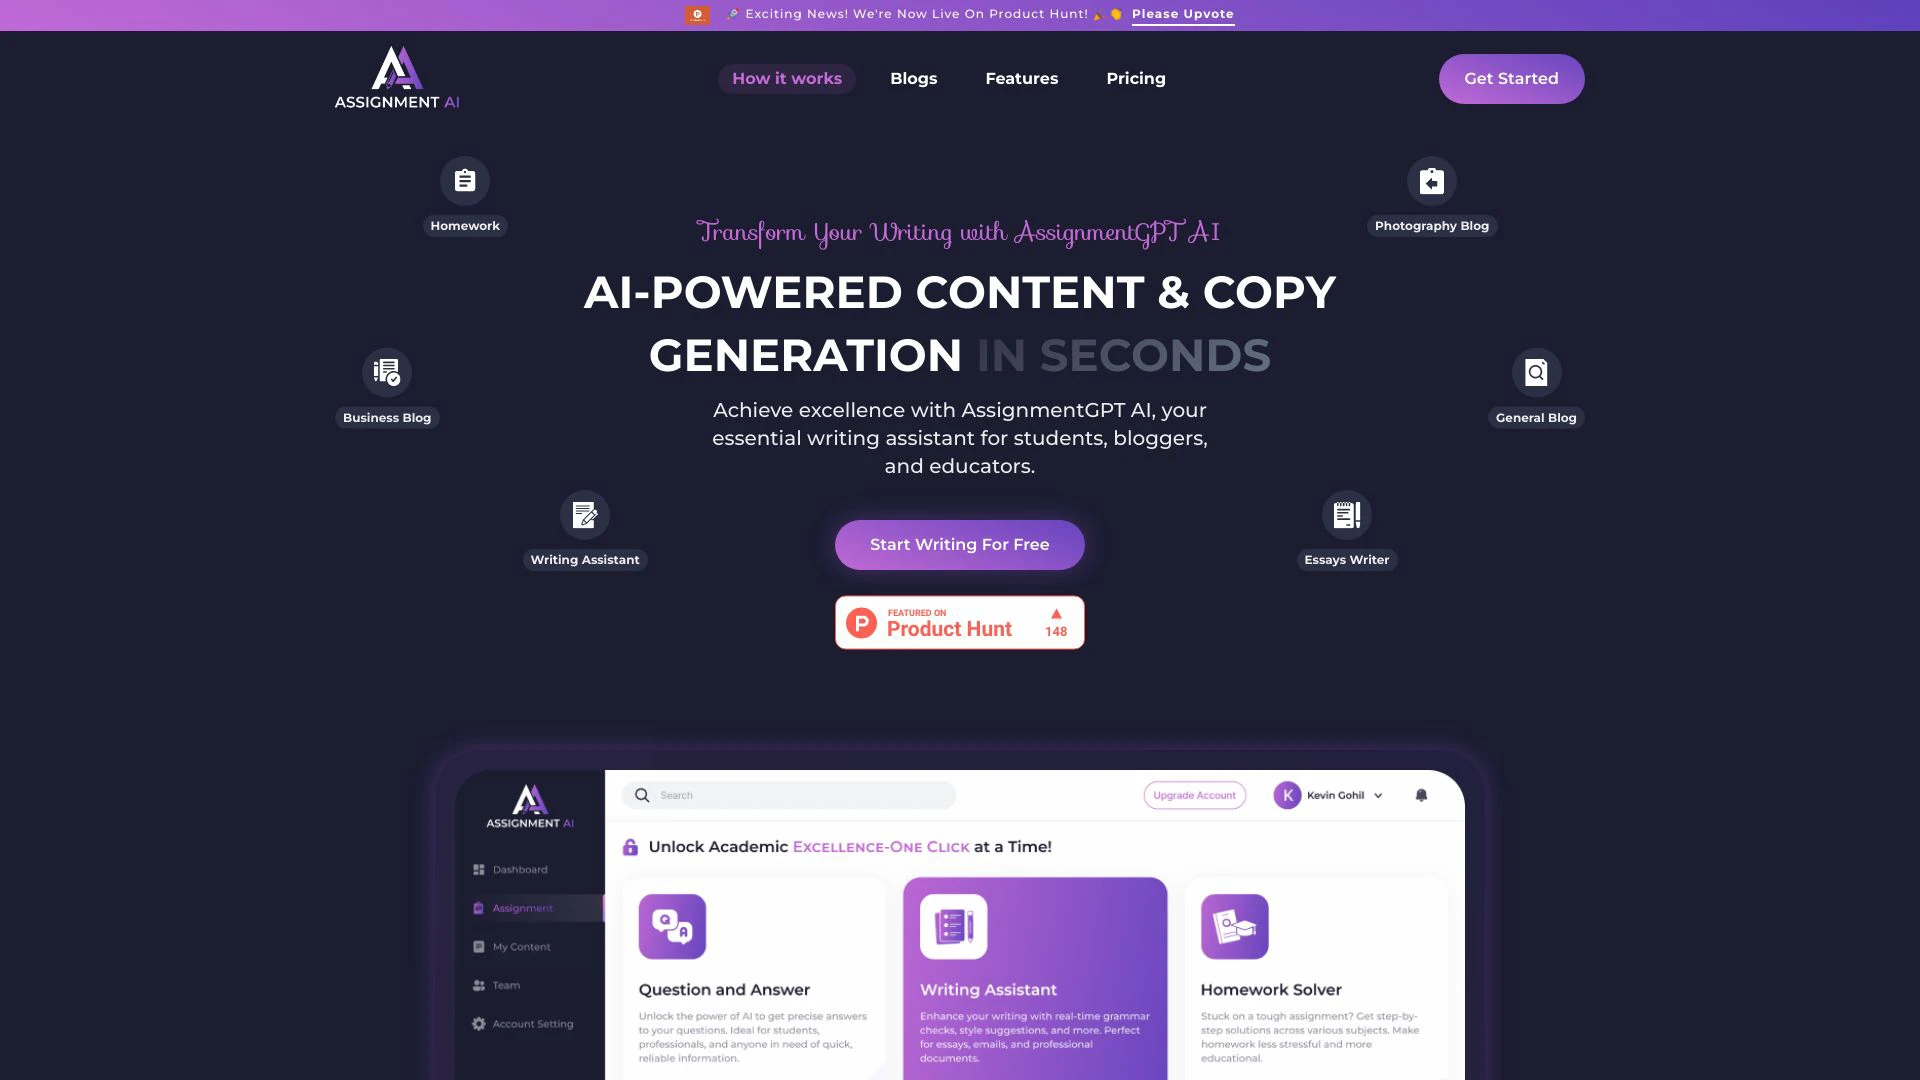 🚀 Exciting News! We're Now Live On Product Hunt! 🎉 👏 Please Upvote
ASSIGNMENT AI
How it works
Blogs
Features
Pricing
Get Started
Homework
Photography Blog
Transform Your Writing with AssignmentGPT AI
AI-POWERED CONTENT & COPY
GENERATION IN SECONDS
Business Blog
General Blog
Achieve excellence with AssignmentGPT AI, your
essential writing assistant for students, bloggers,
and educators.
Writing Assistant
Start Writing For Free
Essays Writer
P
FEATURED ON
Product Hunt
148
ASSIGNMENT AI
Search
Upgrade Account
K
Kevin Gohil
Unlock Academic EXCELLENCE-ONE CLICK at a Time!
Dashboard
Assignment
My Content
Team
Account Setting
Q
A
Question and Answer
Unlock the power of AI to get precise answers
to your questions. Ideal for students,
professionals, and anyone in need of quick,
reliable information.
Writing Assistant
Enhance your writing with real-time grammar
checks, style suggestions, and more. Perfect
for essays, emails, and professional
documents.
Homework Solver
Stuck on a tough assignment? Get step-by-
step solutions across various subjects. Make
homework less stressful and more
educational.